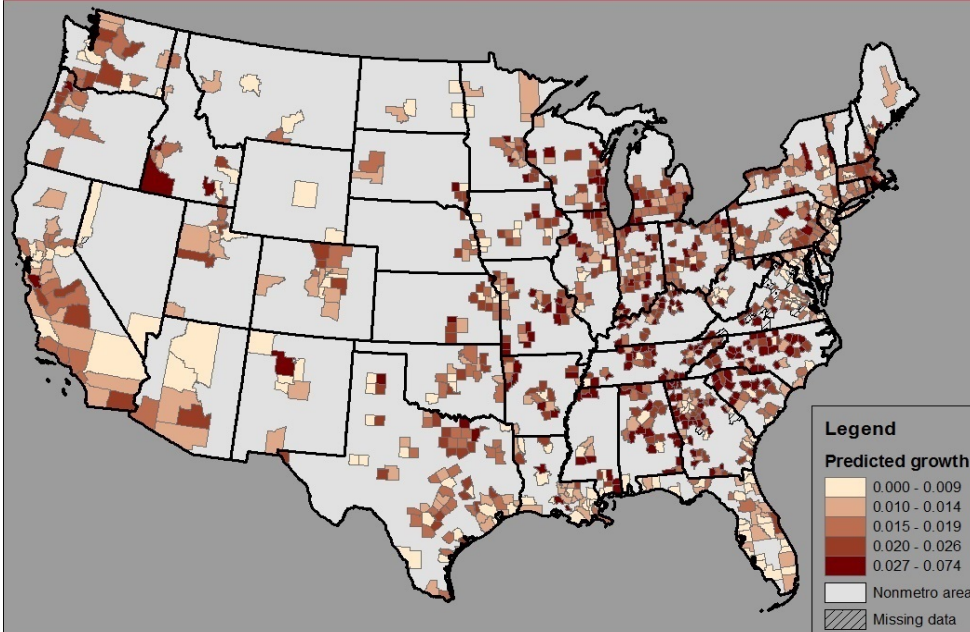 Legend
Predicted growth
0.000 - 0.009
0.010 - 0.014
0.015 - 0.019
0.020 - 0.026
0.027 - 0.074
Nonmetro area
Missing data